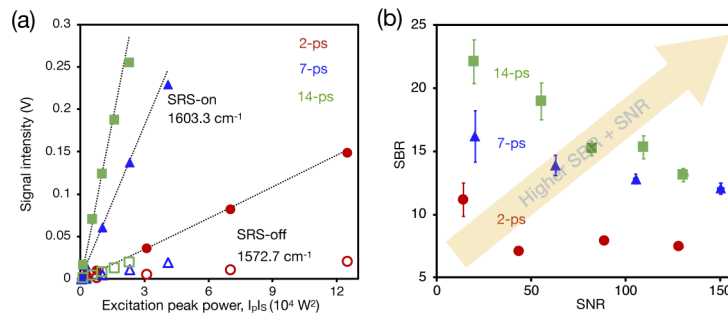 (a)
0.3
0.25
0.2
0.15
0.1
0.05
0
Signal intensity (V)
2-ps
7-ps
14-ps
SRS-on
1603.3 cm⁻¹
SRS-off
1572.7 cm⁻¹
0
3
6
9
12
Excitation peak power, IₚIₛ (10⁴ W²)
(b)
25
20
15
10
5
SBR
14-ps
7-ps
2-ps
Higher SBR + SNR
0
50
100
150
SNR